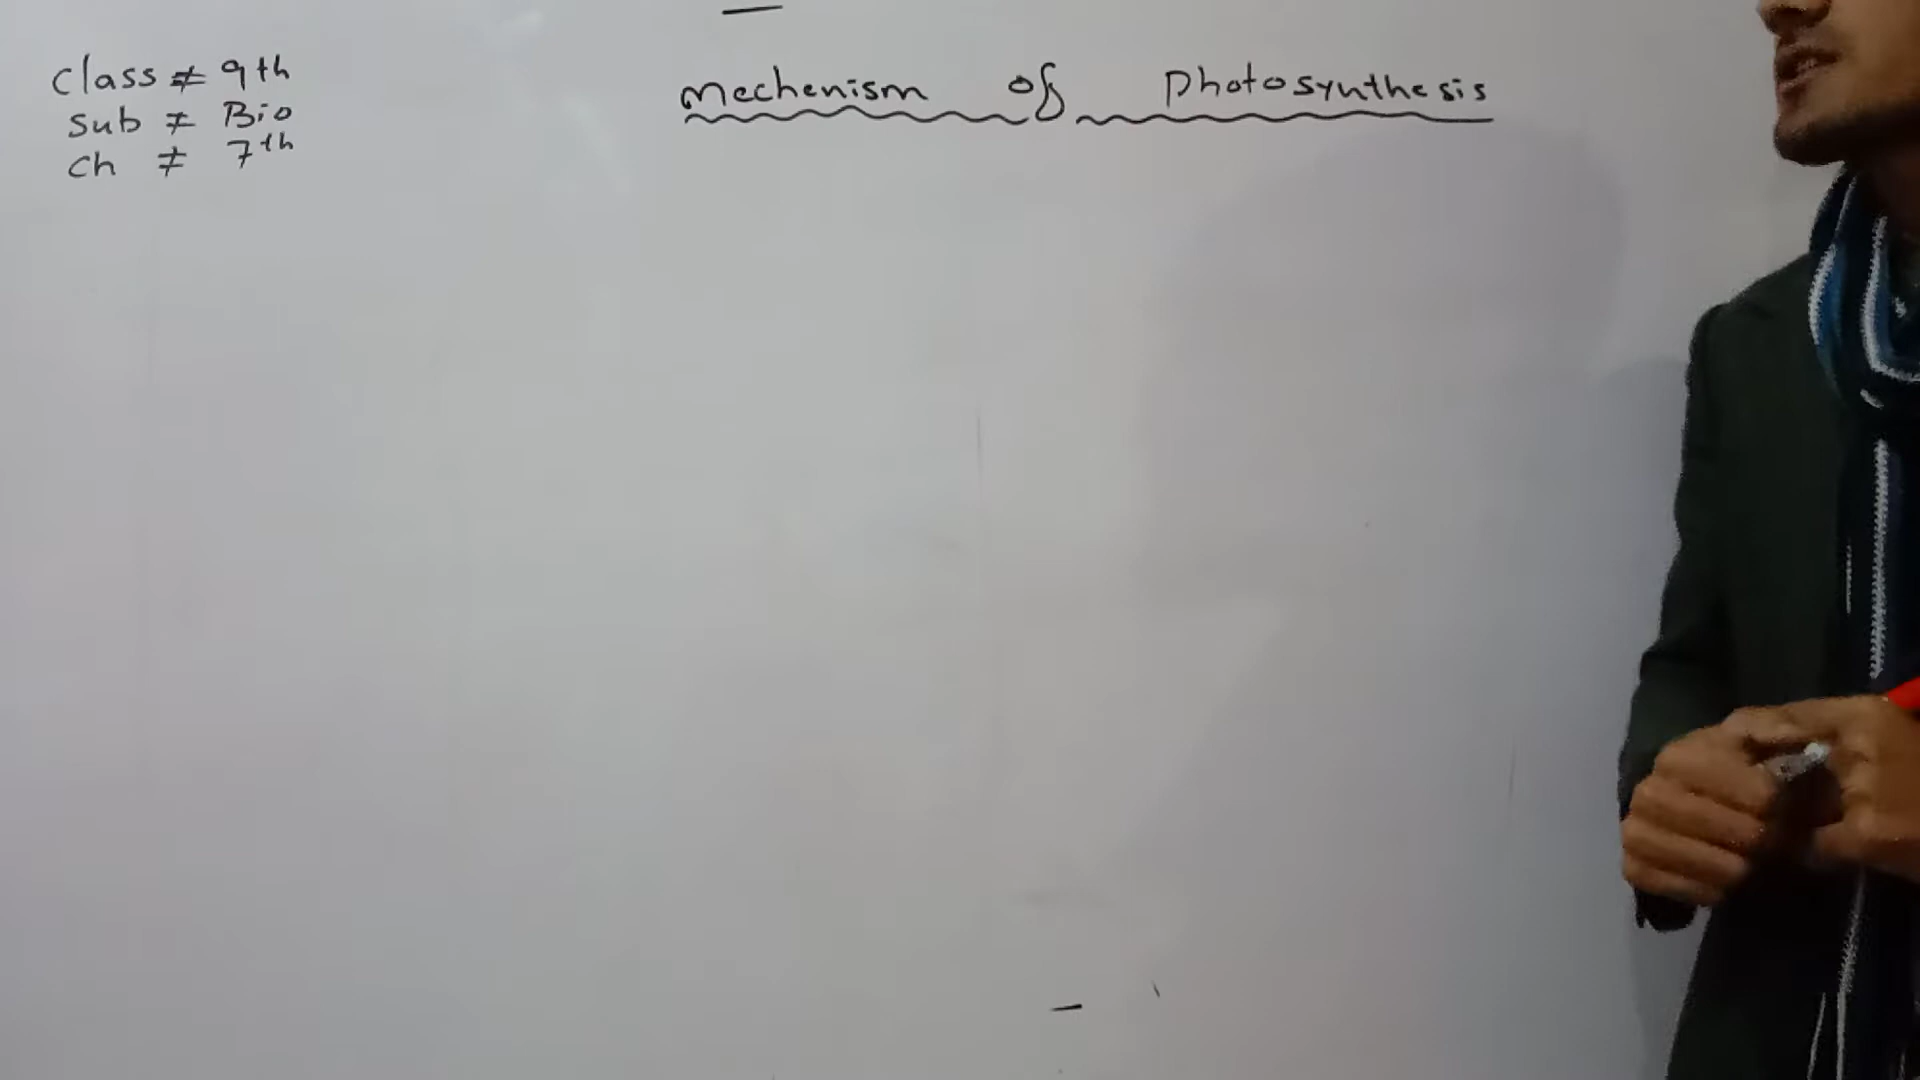 Class ≠ 9th
Sub ≠ Bio
Ch ≠ 7th
Mechenism of Photosynthesis